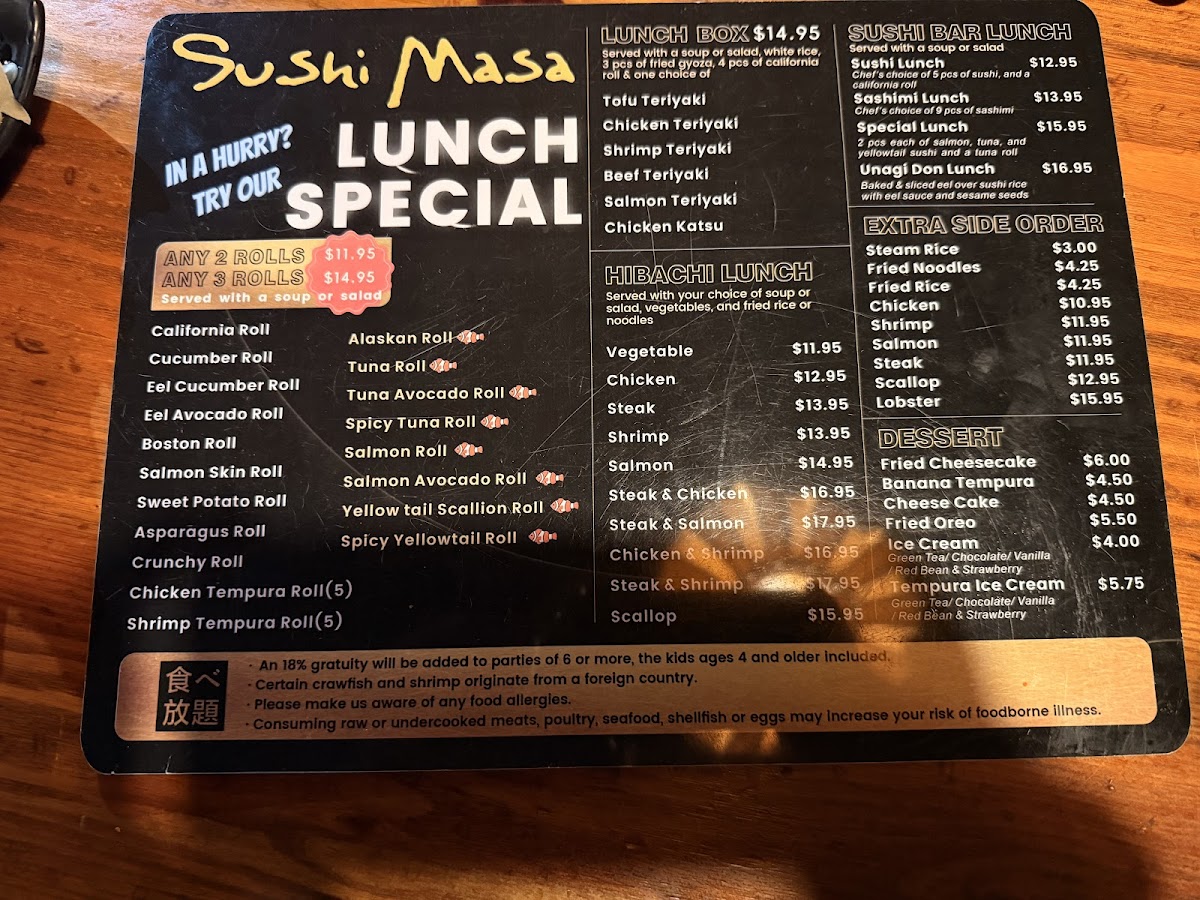 Sushi Masa
IN A HURRY?
TRY OUR
LUNCH
SPECIAL
ANY 2 ROLLS $11.95
ANY 3 ROLLS $14.95
Served with a soup or salad
California Roll
Cucumber Roll
Eel Cucumber Roll
Eel Avocado Roll
Boston Roll
Salmon Skin Roll
Sweet Potato Roll
Asparagus Roll
Crunchy Roll
Chicken Tempura Roll(5)
Shrimp Tempura Roll(5)
Alaskan Roll
Tuna Roll
Tuna Avocado Roll
Spicy Tuna Roll
Salmon Roll
Salmon Avocado Roll
Yellow tail Scallion Roll
Spicy Yellowtail Roll
LUNCH BOX $14.95
Served with a soup or salad, white rice,
3 pcs of fried gyoza, 4 pcs of california
roll & one choice of
Tofu Teriyaki
Chicken Teriyaki
Shrimp Teriyaki
Beef Teriyaki
Salmon Teriyaki
Chicken Katsu
HIBACHI LUNCH
Served with your choice of soup or
salad, vegetables, and fried rice or
noodles
Vegetable $11.95
Chicken $12.95
Steak $13.95
Shrimp $13.95
Salmon $14.95
Steak & Chicken $16.95
Steak & Salmon $17.95
Chicken & Shrimp $16.95
Steak & Shrimp $17.95
Scallop $15.95
SUSHI BAR LUNCH
Served with a soup or salad
Sushi Lunch $12.95
Chef's choice of 5 pcs of sushi, and a
california roll
Sashimi Lunch $13.95
Chef's choice of 9 pcs of sashimi
Special Lunch $15.95
2 pcs each of salmon, tuna, and
yellowtail sushi and a tuna roll
Unagi Don Lunch $16.95
Baked & sliced eel over sushi rice
with eel sauce and sesame seeds
EXTRA SIDE ORDER
Steam Rice $3.00
Fried Noodles $4.25
Fried Rice $4.25
Chicken $10.95
Shrimp $11.95
Salmon $11.95
Steak $11.95
Scallop $12.95
Lobster $15.95
DESSERT
Fried Cheesecake $6.00
Banana Tempura $4.50
Cheese Cake $4.50
Fried Oreo $5.50
Ice Cream $4.00
Green Tea/ Chocolate/ Vanilla
/ Red Bean & Strawberry
Tempura Ice Cream $5.75
Green Tea/ Chocolate/ Vanilla
/ Red Bean & Strawberry
食べ
放題
· An 18% gratuity will be added to parties of 6 or more, the kids ages 4 and older included.
· Certain crawfish and shrimp originate from a foreign country.
· Please make us aware of any food allergies.
· Consuming raw or undercooked meats, poultry, seafood, shellfish or eggs may increase your risk of foodborne illness.